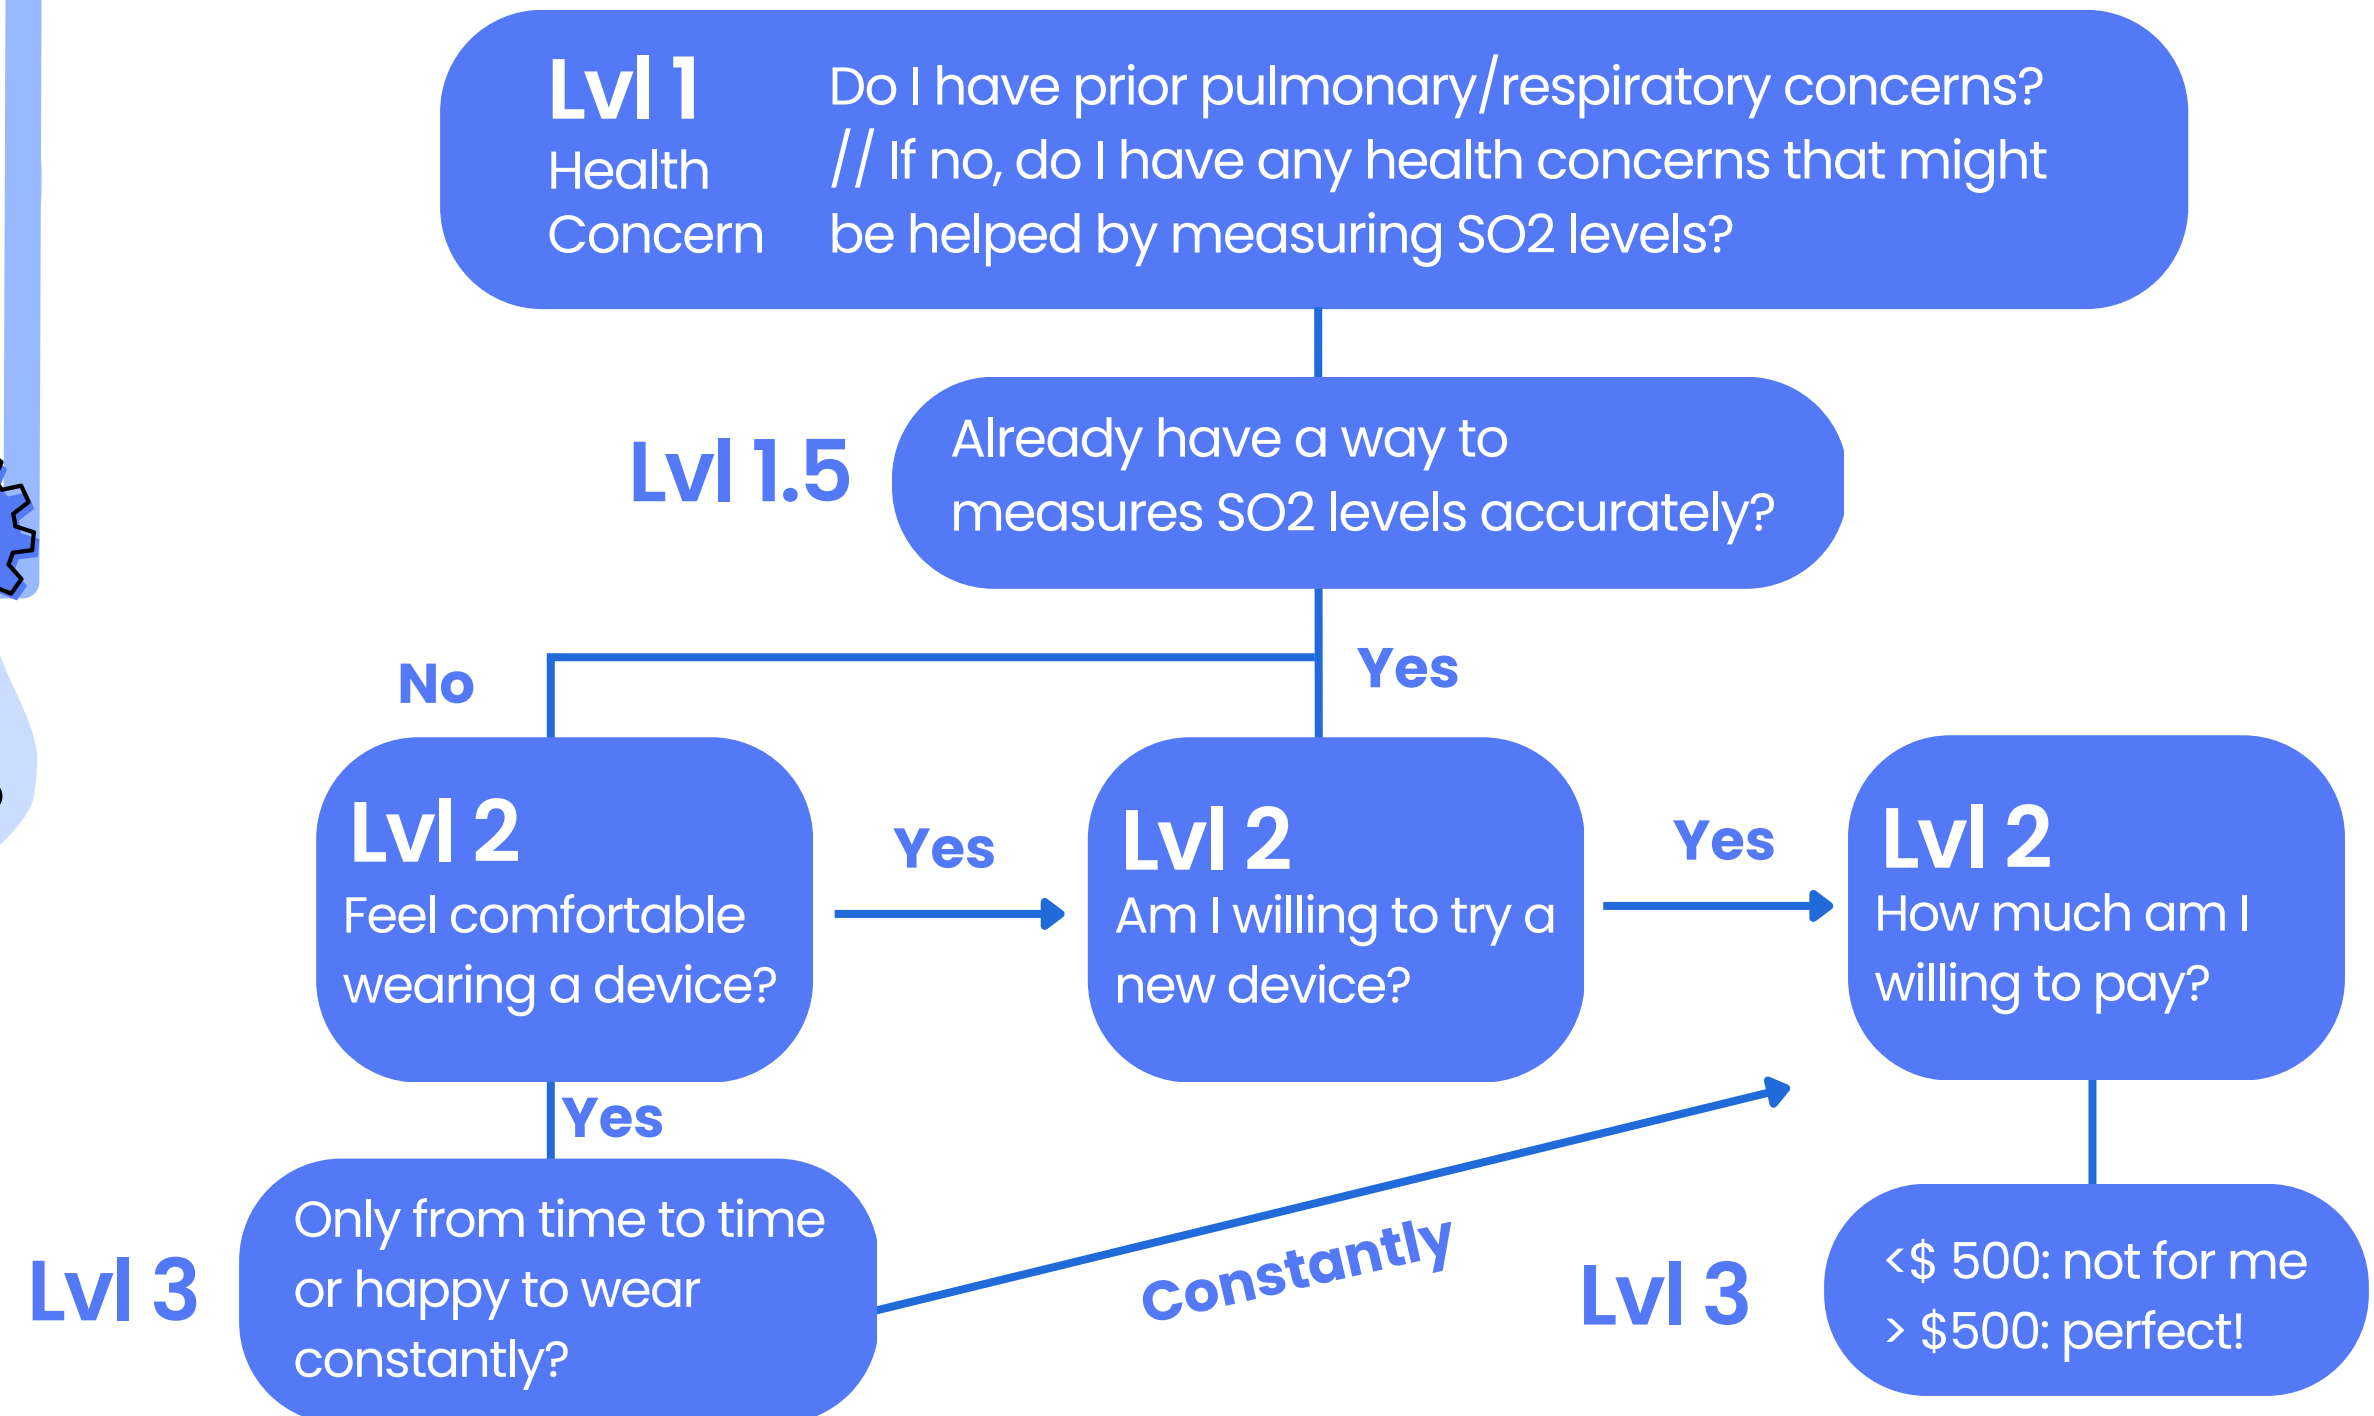 Lvl 1
Health
Concern
Do I have prior pulmonary/respiratory concerns?
// If no, do I have any health concerns that might
be helped by measuring SO2 levels?
Lvl 1.5
Already have a way to
measures SO2 levels accurately?
No
Yes
Lvl 2
Feel comfortable
wearing a device?
Yes
Lvl 2
Am I willing to try a
new device?
Yes
Lvl 2
How much am I
willing to pay?
Yes
Lvl 3
Only from time to time
or happy to wear
constantly?
Constantly
Lvl 3
<$ 500: not for me
> $500: perfect!